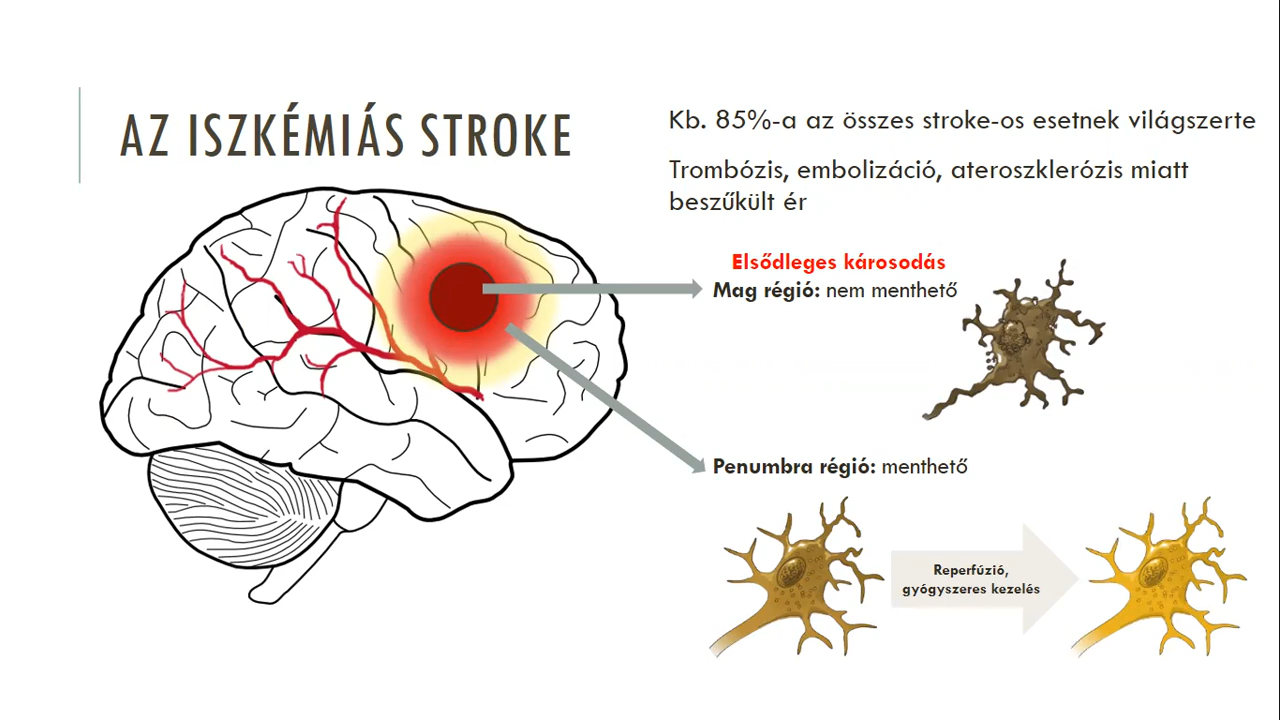 AZ ISZKÉMIÁS STROKE
Kb. 85%-a az összes stroke-os esetnek világszerte
Trombózis, embolizáció, ateroszklerózis miatt
beszűkült ér
Elsődleges károsodás
Mag régió: nem menthető
Penumbra régió: menthető
Reperfúzió,
gyógyszeres kezelés